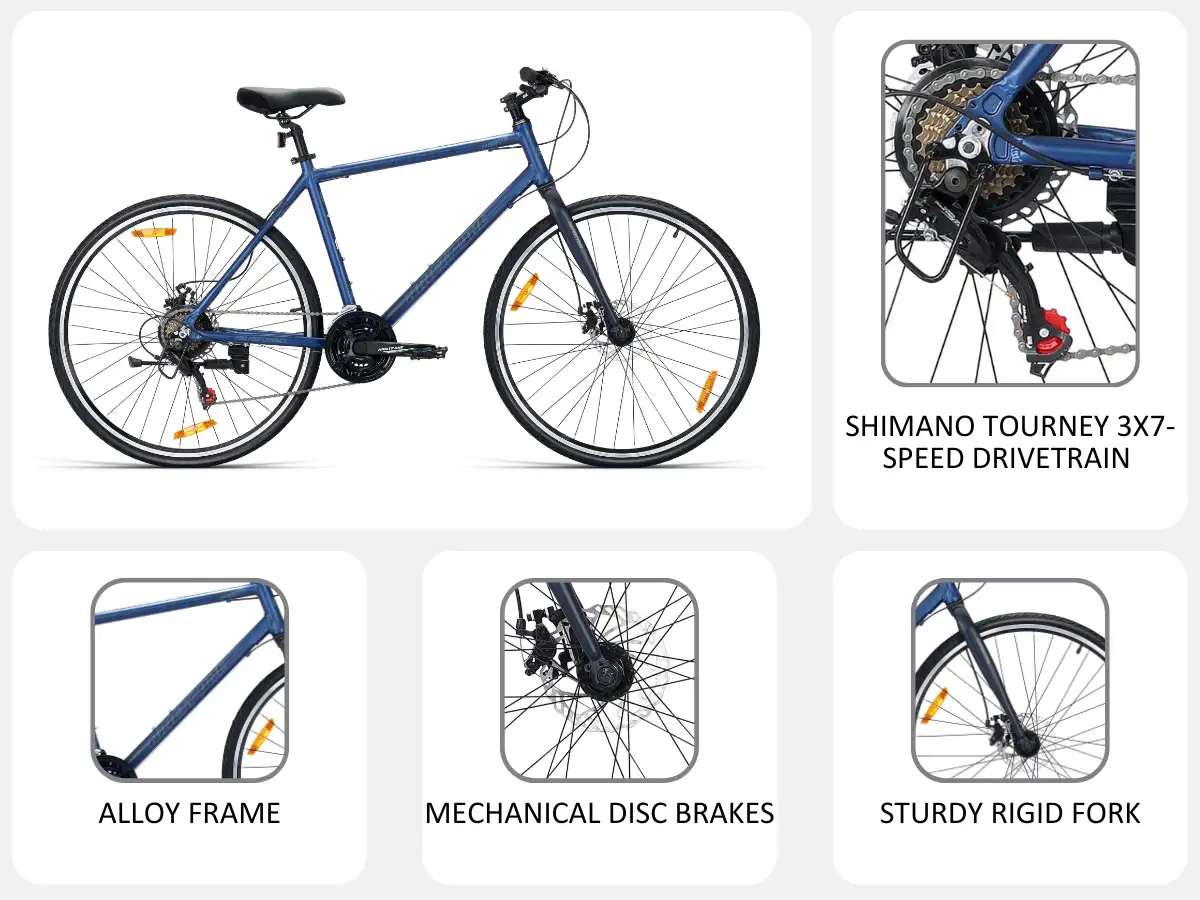 SHIMANO TOURNEY 3X7-
SPEED DRIVETRAIN
ALLOY FRAME
MECHANICAL DISC BRAKES
STURDY RIGID FORK